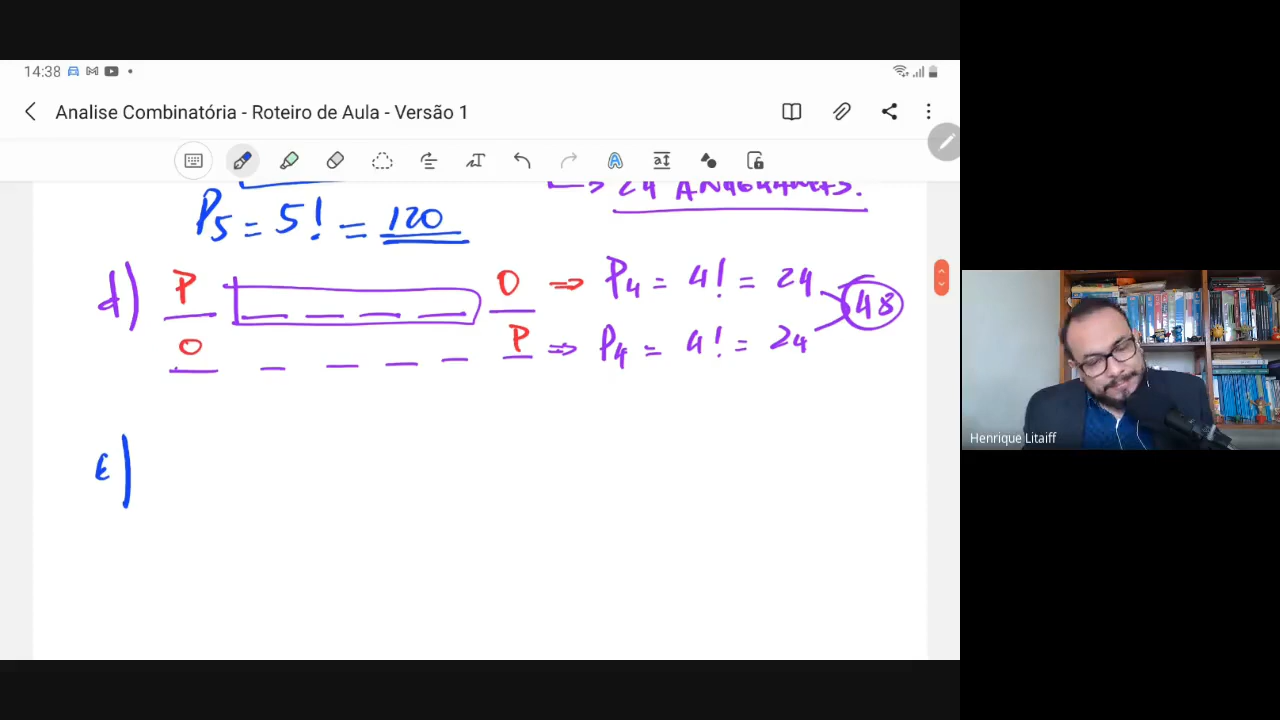 14:38
Analise Combinatória - Roteiro de Aula - Versão 1
→ 24 ANAGRAMAS.
P5 = 5! = 120
d) P _ _ _ _ O ⇒ P4 = 4! = 24
48
O _ _ _ _ P ⇒ P4 = 4! = 24
E)
Henrique Litaiff